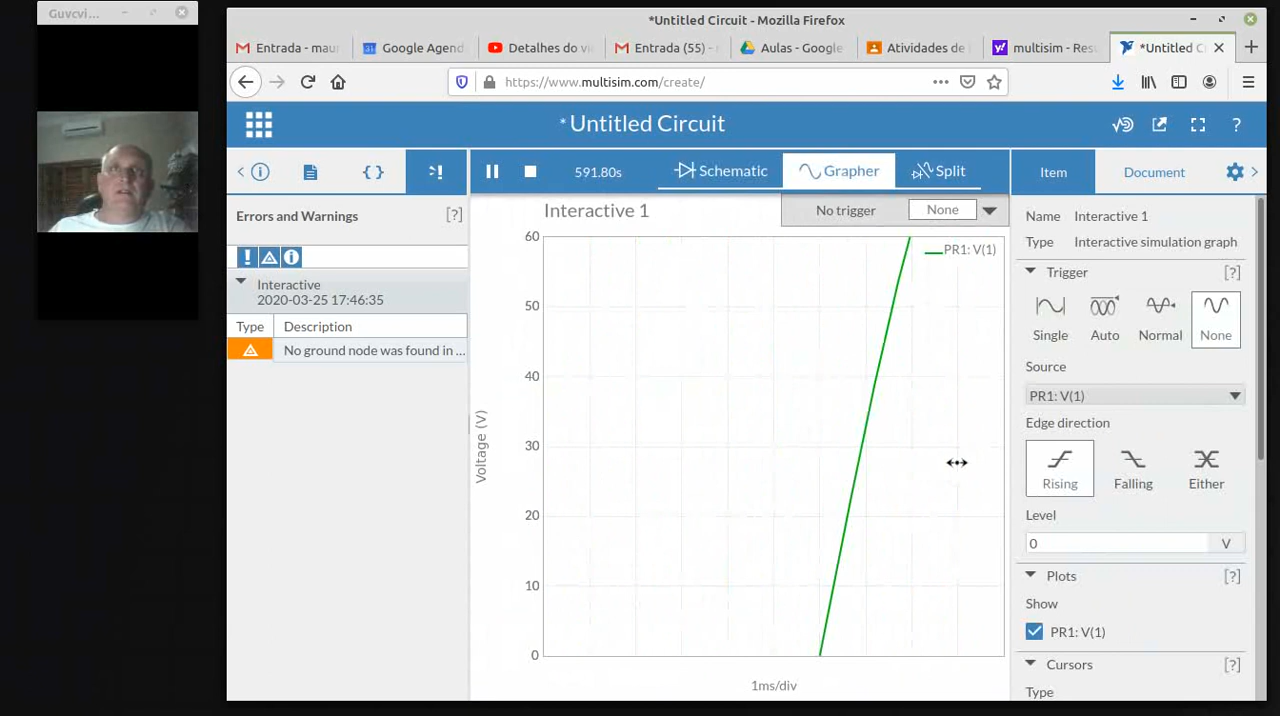 Guvcvi...
*Untitled Circuit - Mozilla Firefox
Entrada - mau
Google Agend
Detalhes do vi
Entrada (55) -
Aulas - Google
Atividades de
multisim - Res
*Untitled Ci
https://www.multisim.com/create/
* Untitled Circuit
?
591.80s
Schematic
Grapher
Split
Item
Document
Errors and Warnings
[?]
Interactive
2020-03-25 17:46:35
Type
Description
No ground node was found in ...
Interactive 1
No trigger
None
PR1: V(1)
60
50
40
30
20
10
0
Voltage (V)
1ms/div
Name
Interactive 1
Type
Interactive simulation graph
Trigger
[?]
Single
Auto
Normal
None
Source
PR1: V(1)
Edge direction
Rising
Falling
Either
Level
0
V
Plots
[?]
Show
PR1: V(1)
Cursors
[?]
Type